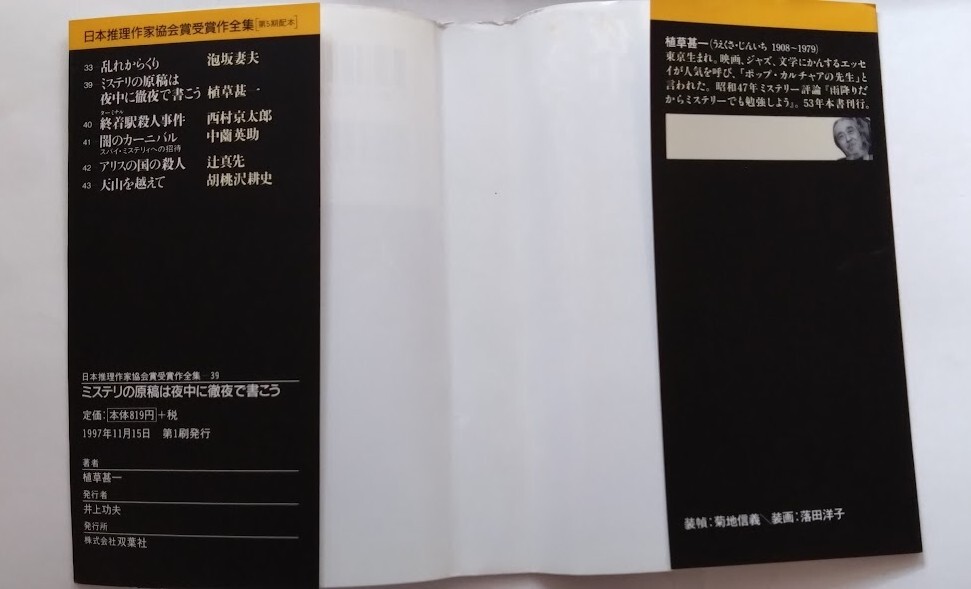 日本推理作家協会賞受賞作全集[第5期配本]
33 乱れからくり 泡坂妻夫
39 ミステリの原稿は
夜中に徹夜で書こう 植草甚一
ターミナル
40 終着駅殺人事件 西村京太郎
41 闇のカーニバル 中薗英助
スパイ・ミステリィへの招待
42 アリスの国の殺人 辻真先
43 天山を越えて 胡桃沢耕史
日本推理作家協会賞受賞作全集 39
ミステリの原稿は夜中に徹夜で書こう
定価:本体819円+税
1997年11月15日 第1刷発行
著者
植草甚一
発行者
井上功夫
発行所
株式会社双葉社
植草甚一(うえくさ・じんいち 1908~1979)
東京生まれ。映画、ジャズ、文学にかんするエッセ
イが人気を呼び、「ポップ・カルチャアの先生」と
言われた。昭和47年ミステリー評論『雨降りだ
からミステリーでも勉強しよう』。53年本書刊行。
装幀:菊地信義\装画:落田洋子